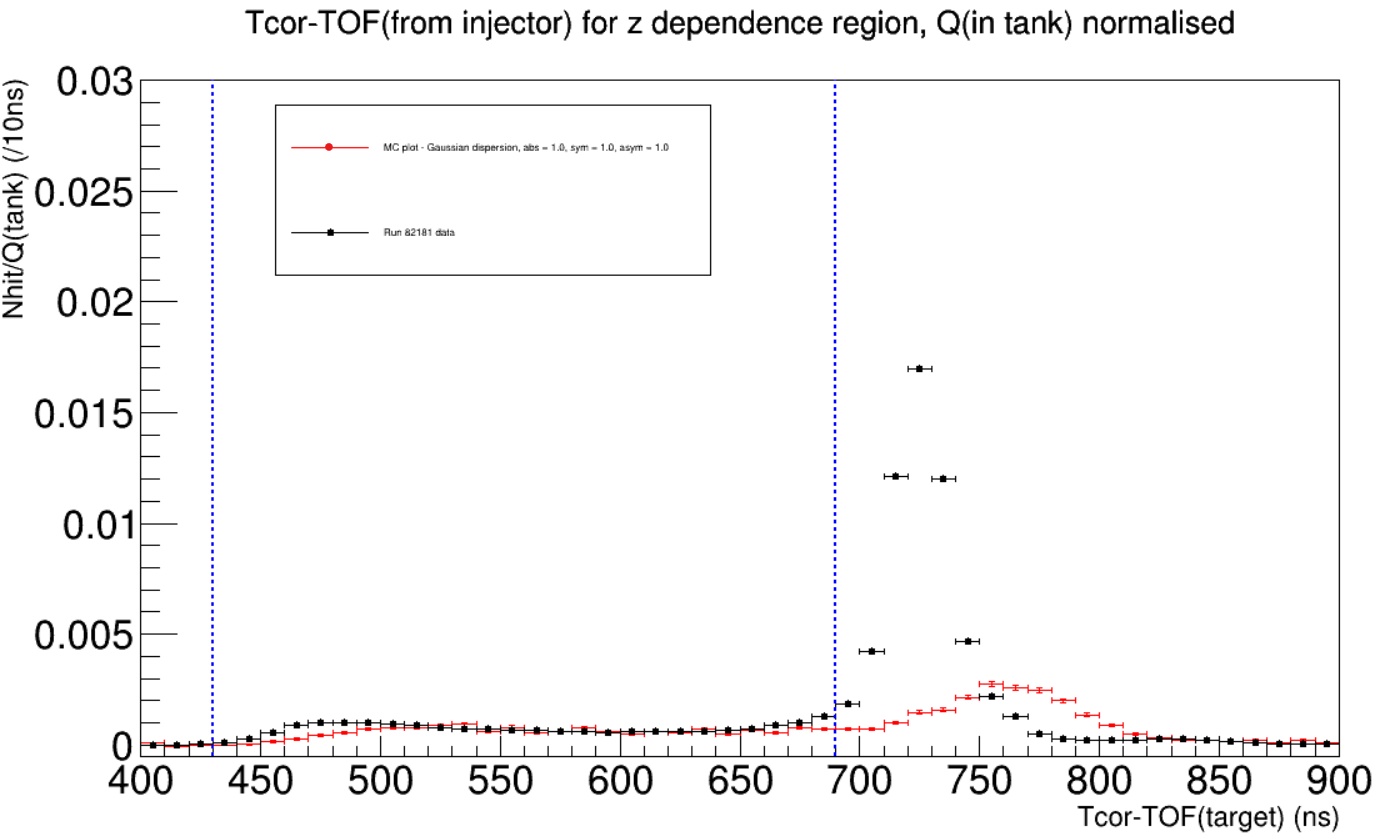 Tcor-TOF(from injector) for z dependence region, Q(in tank) normalised
Nhit/Q(tank) (/10ns)
0.03
0.025
0.02
0.015
0.01
0.005
0
MC plot - Gaussian dispersion, abs = 1.0, sym = 1.0, asym = 1.0
Run 82181 data
400 450 500 550 600 650 700 750 800 850 900
Tcor-TOF(target) (ns)